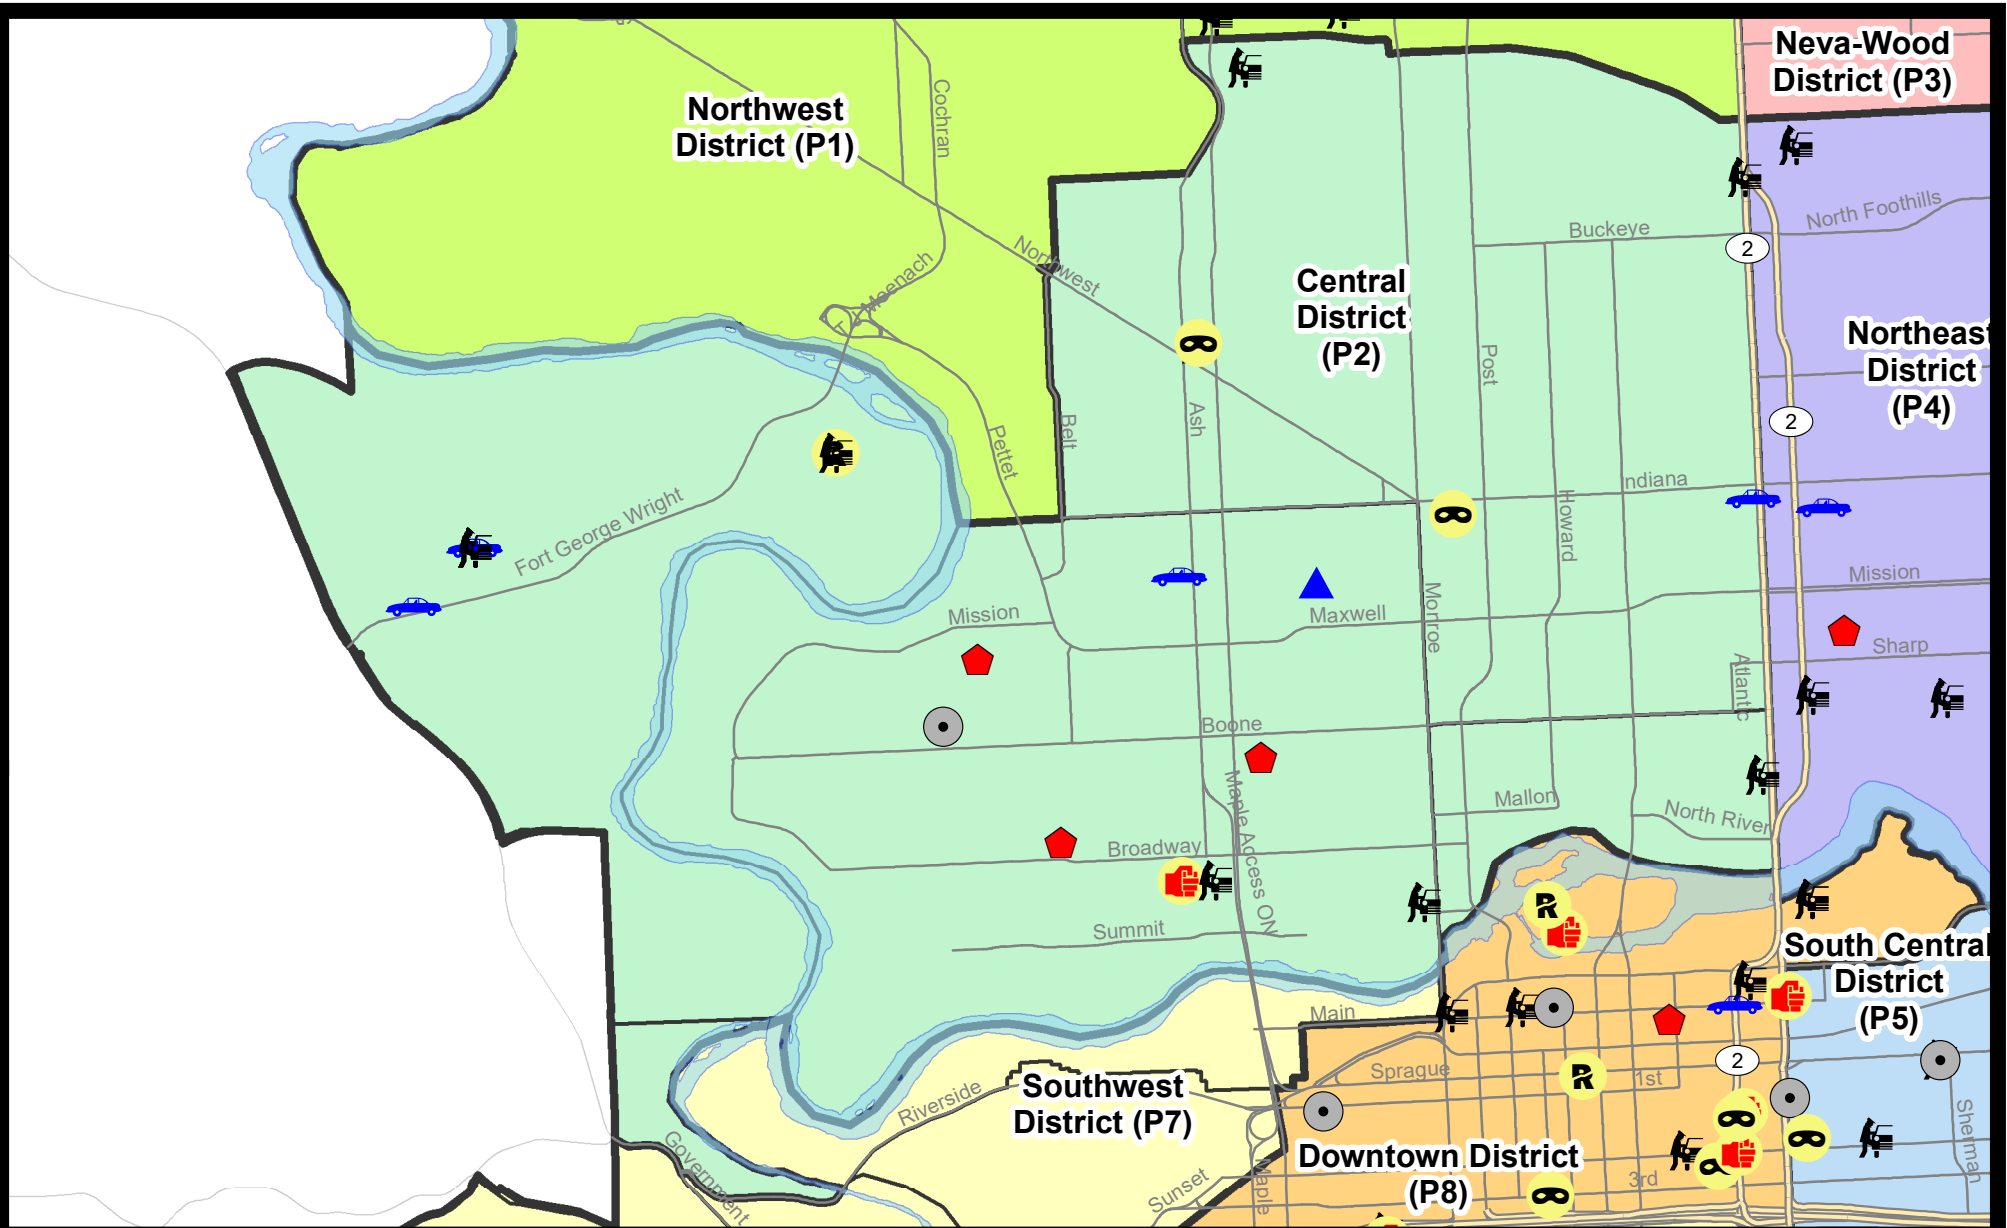 Neva-Wood
District (P3)
Northwest
District (P1)
Cochran
North Foothills
Buckeye
2
Northwest
T J Meenach
Central
District
(P2)
Northeast
District
(P4)
Post
2
Ash
Belt
Pettet
Indiana
Howard
Fort George Wright
Mission
Mission
Maxwell
Monroe
Sharp
Atlantic
Boone
Maple Access ON
Mallon
North River
Broadway
Summit
South Central
District
(P5)
Main
Sprague
1st
2
Riverside
Southwest
District (P7)
Sherman
Government
Downtown District
(P8)
Sunset
Maple
3rd
R
R